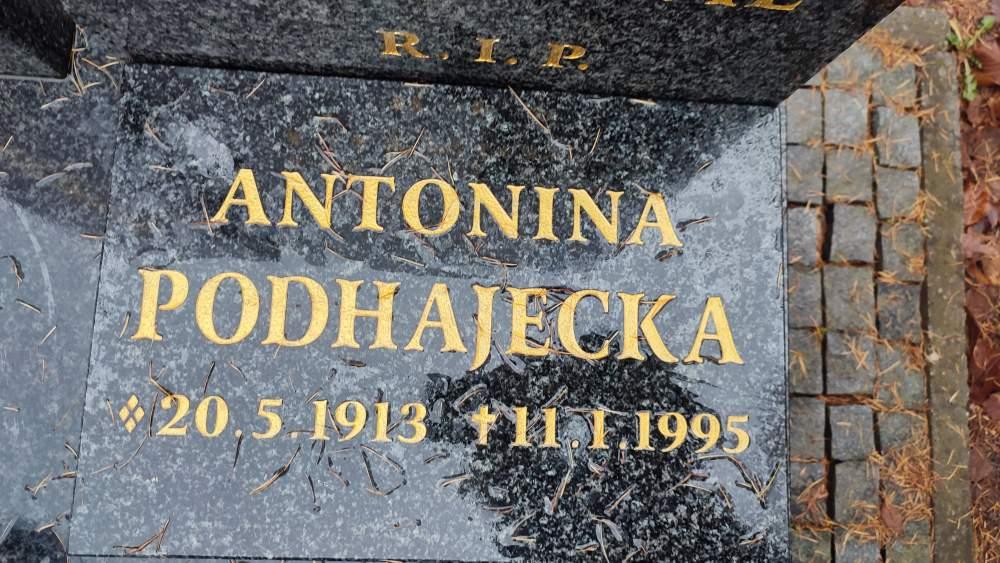 R.I.P.
ANTONINA
PODHAJECKA
❖ 20.5.1913 ✝ 11.1.1995